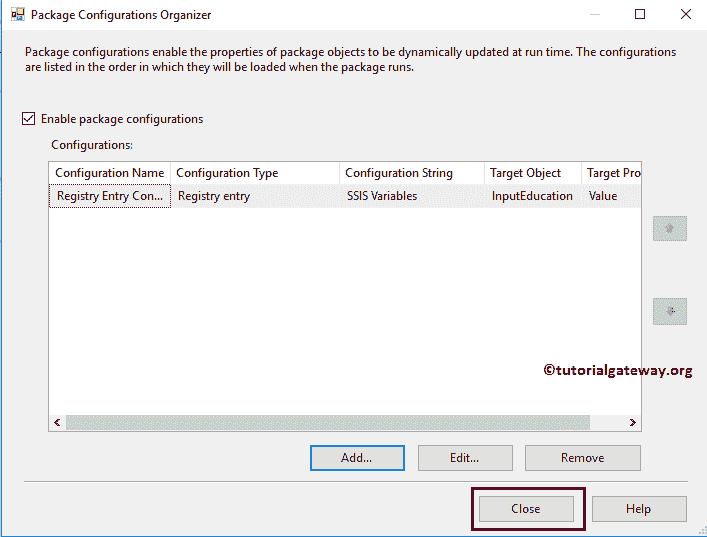 Package Configurations Organizer
Package configurations enable the properties of package objects to be dynamically updated at run time. The configurations
are listed in the order in which they will be loaded when the package runs.
Enable package configurations
Configurations:
Configuration Name Configuration Type Configuration String Target Object Target Pro
Registry Entry Con... Registry entry SSIS Variables InputEducation Value
©tutorialgateway.org
Add... Edit... Remove
Close Help